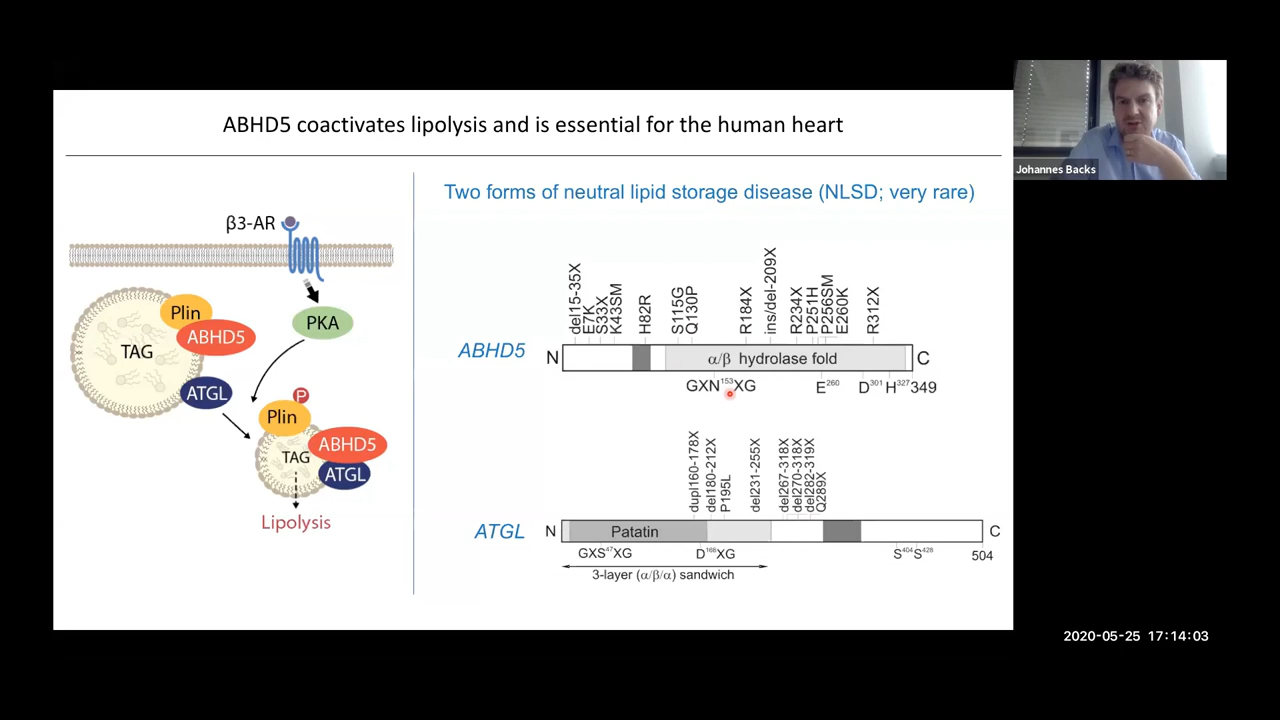 ABHD5 coactivates lipolysis and is essential for the human heart
β3-AR
PKA
Plin
ABHD5
TAG
ATGL
P
Plin
ABHD5
TAG
ATGL
Lipolysis
Two forms of neutral lipid storage disease (NLSD; very rare)
del15-35X
E7K
S33X
K43SM
H82R
S115G
Q130P
R184X
ins/del-209X
R234X
P251H
P256SM
E260K
R312X
ABHD5
N
α/β hydrolase fold
C
GXN153XG
E260
D301
H327
349
dupl160-178X
del180-212X
P195L
del231-255X
del267-318X
del270-318X
del282-319X
Q289X
ATGL
N
Patatin
C
GXS47XG
D166XG
S404S428
504
3-layer (α/β/α) sandwich
Johannes Backs
2020-05-25 17:14:03